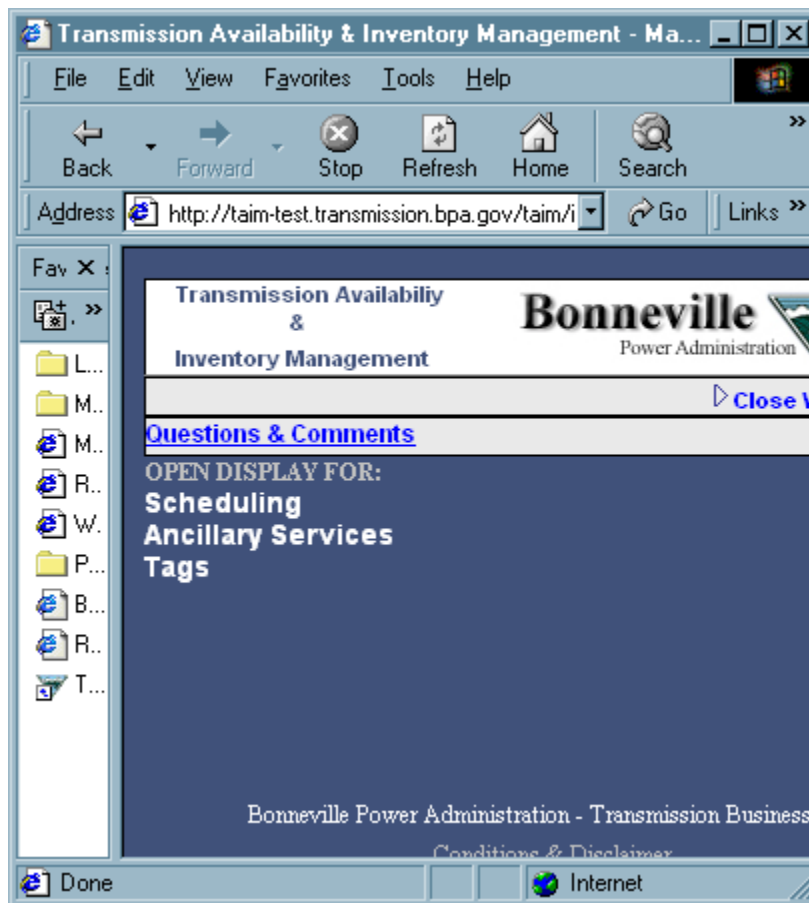 Transmission Availability & Inventory Management - Ma...
File Edit View Favorites Tools Help
Back Forward Stop Refresh Home Search »
Address http://taim-test.transmission.bpa.gov/taim/i Go Links »
Fav
»
L...
M..
M..
R..
W.
P...
B...
R..
T...
Transmission Availabiliy
&
Inventory Management
Bonneville
Power Administration
Close W
Questions & Comments
OPEN DISPLAY FOR:
Scheduling
Ancillary Services
Tags
Bonneville Power Administration - Transmission Business
Conditions & Disclaimer
Done Internet